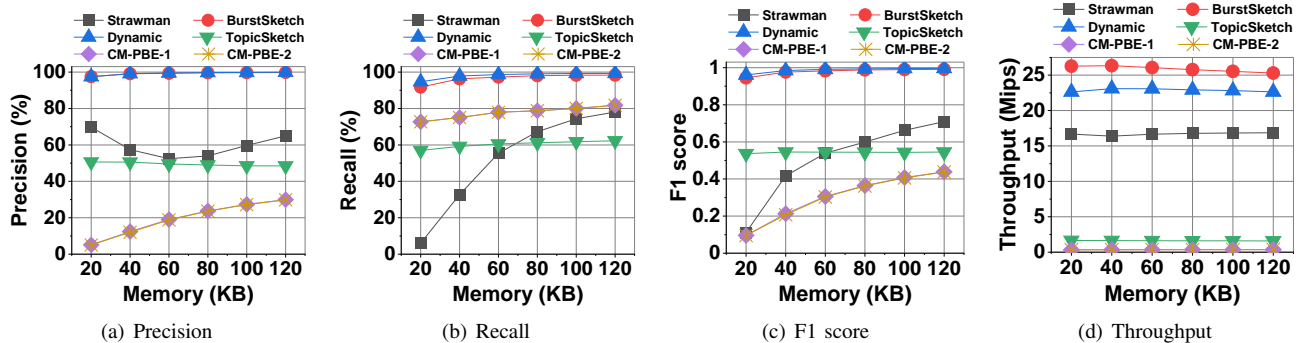 Strawman BurstSketch
Dynamic TopicSketch
CM-PBE-1 CM-PBE-2
100
80
60
40
20
0
Precision (%)
20 40 60 80 100 120
Memory (KB)
(a) Precision
Strawman BurstSketch
Dynamic TopicSketch
CM-PBE-1 CM-PBE-2
100
80
60
40
20
0
Recall (%)
20 40 60 80 100 120
Memory (KB)
(b) Recall
Strawman BurstSketch
Dynamic TopicSketch
CM-PBE-1 CM-PBE-2
1
0.8
0.6
0.4
0.2
0
F1 score
20 40 60 80 100 120
Memory (KB)
(c) F1 score
Strawman BurstSketch
Dynamic TopicSketch
CM-PBE-1 CM-PBE-2
25
20
15
10
5
0
Throughput (Mips)
20 40 60 80 100 120
Memory (KB)
(d) Throughput